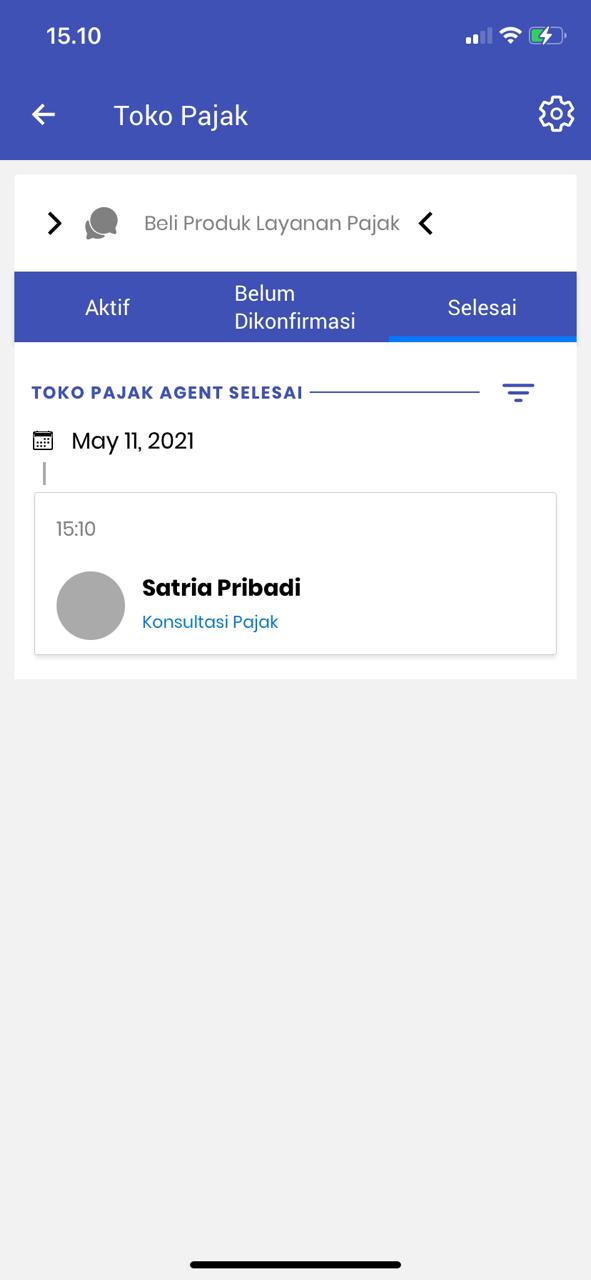 15.10
Toko Pajak
Beli Produk Layanan Pajak
Aktif
Belum
Dikonfirmasi
Selesai
TOKO PAJAK AGENT SELESAI
May 11, 2021
15:10
Satria Pribadi
Konsultasi Pajak